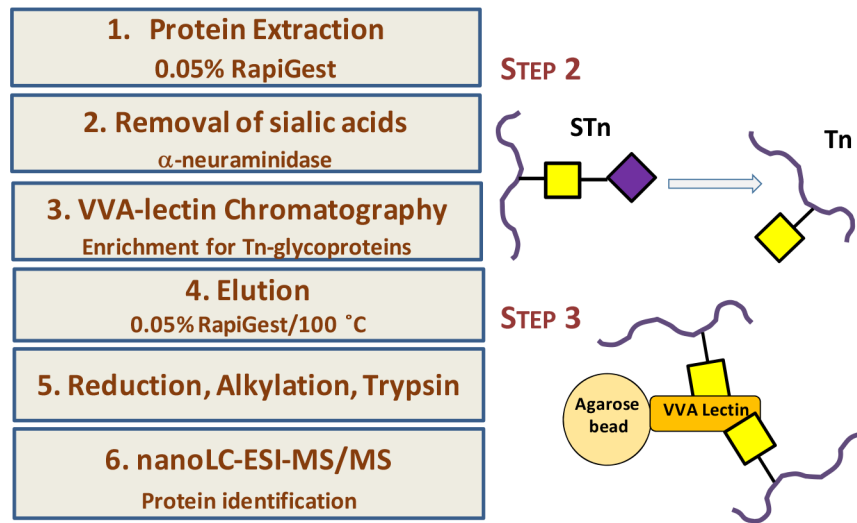 1. Protein Extraction
0.05% RapiGest
2. Removal of sialic acids
α-neuraminidase
3. VVA-lectin Chromatography
Enrichment for Tn-glycoproteins
4. Elution
0.05% RapiGest/100 ˚C
5. Reduction, Alkylation, Trypsin
6. nanoLC-ESI-MS/MS
Protein identification
STEP 2
STn
Tn
STEP 3
Agarose
bead
VVA Lectin